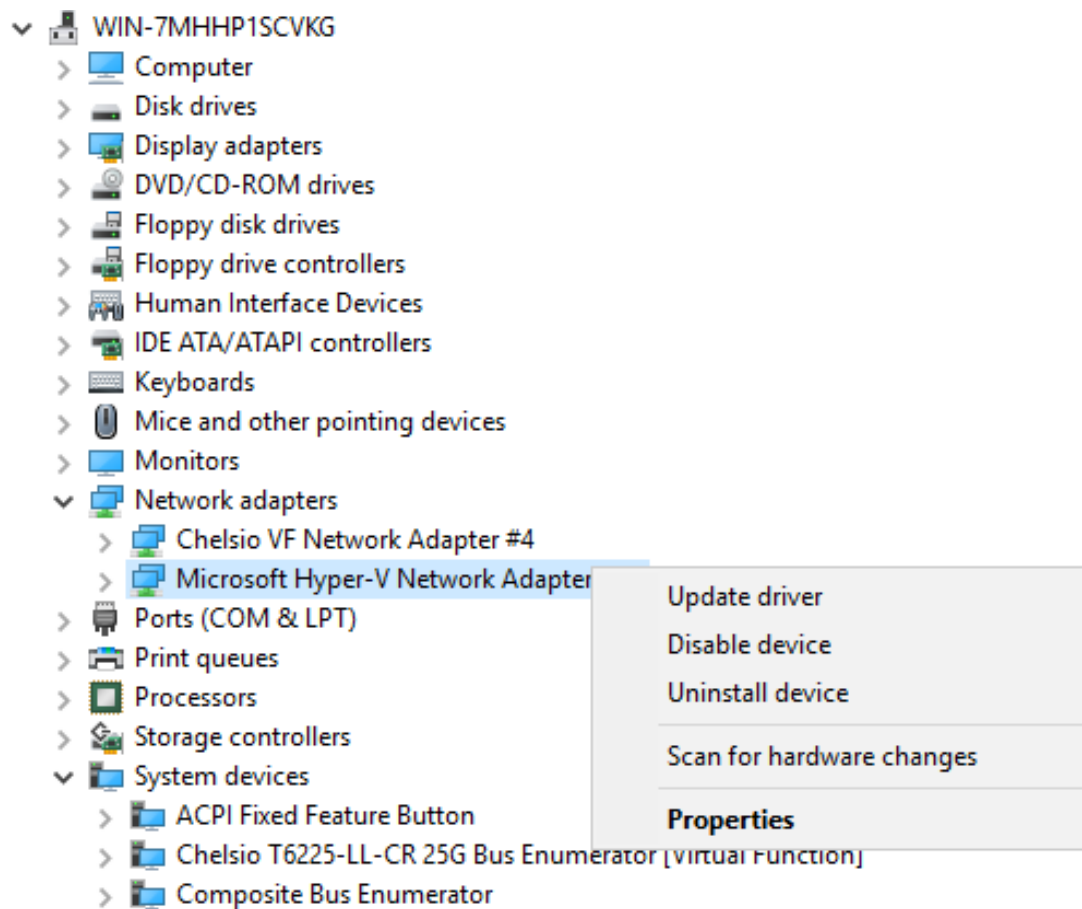 WIN-7MHHP1SCVKG
Computer
Disk drives
Display adapters
DVD/CD-ROM drives
Floppy disk drives
Floppy drive controllers
Human Interface Devices
IDE ATA/ATAPI controllers
Keyboards
Mice and other pointing devices
Monitors
Network adapters
Chelsio VF Network Adapter #4
Microsoft Hyper-V Network Adapter
Ports (COM & LPT)
Print queues
Processors
Storage controllers
System devices
ACPI Fixed Feature Button
Chelsio T6225-LL-CR 25G Bus Enumerator [Virtual Function]
Composite Bus Enumerator
Update driver
Disable device
Uninstall device
Scan for hardware changes
Properties